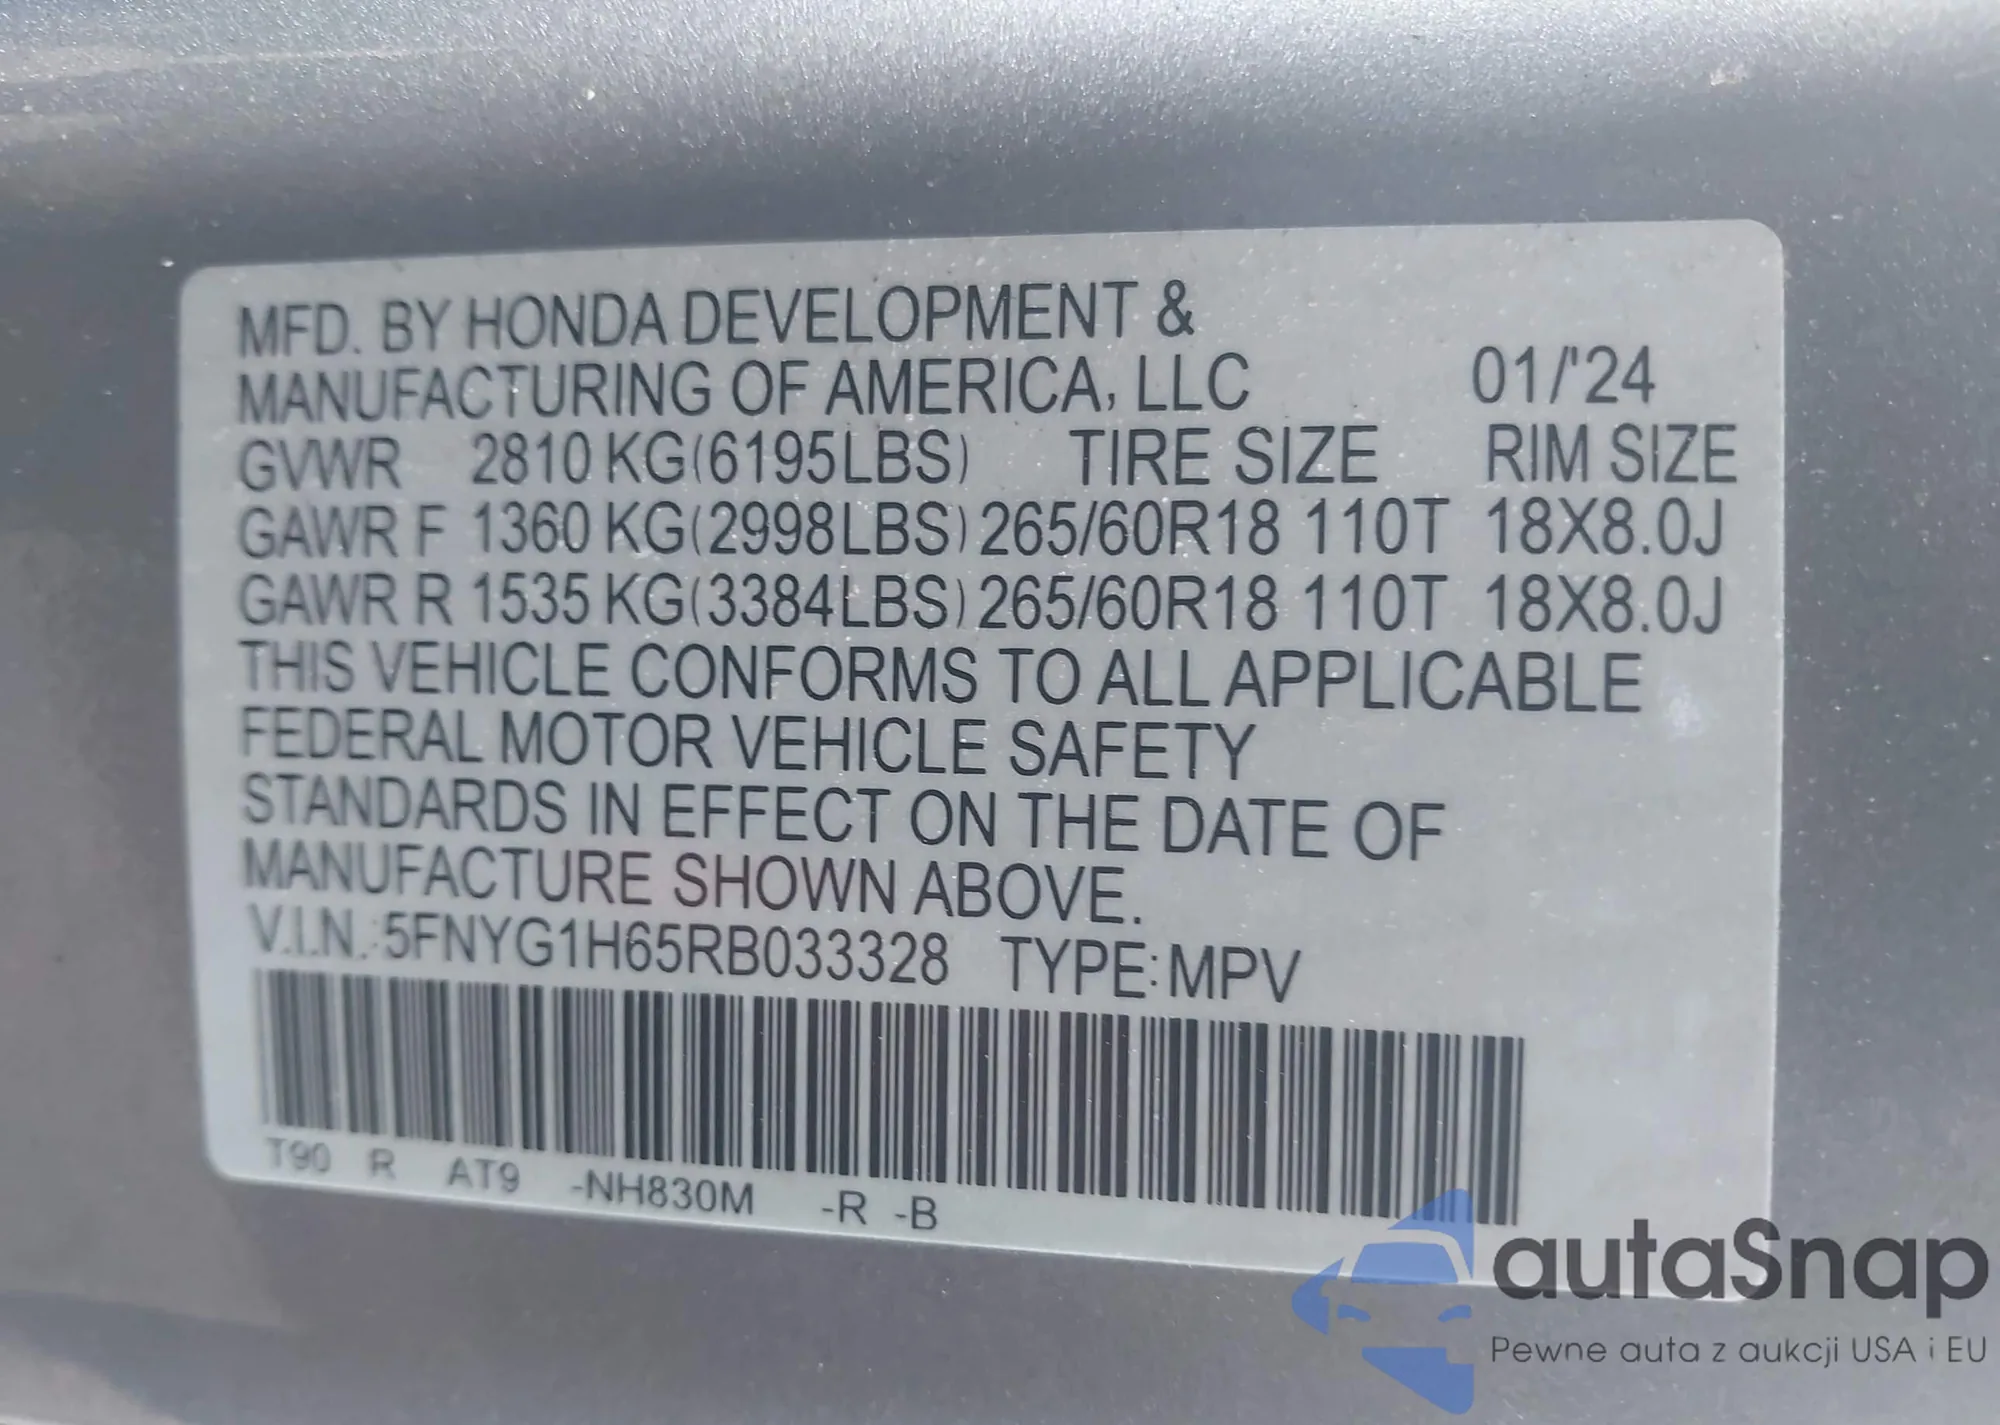 MFD. BY HONDA DEVELOPMENT &
MANUFACTURING OF AMERICA, LLC 01/'24
GVWR 2810 KG(6195LBS) TIRE SIZE RIM SIZE
GAWR F 1360 KG(2998LBS) 265/60R18 110T 18X8.0J
GAWR R 1535 KG(3384LBS) 265/60R18 110T 18X8.0J
THIS VEHICLE CONFORMS TO ALL APPLICABLE
FEDERAL MOTOR VEHICLE SAFETY
STANDARDS IN EFFECT ON THE DATE OF
MANUFACTURE SHOWN ABOVE.
V.I.N.:5FNYG1H65RB033328 TYPE:MPV
T90 R AT9 -NH830M -R -B
autaSnap
Pewne auta z aukcji USA i EU